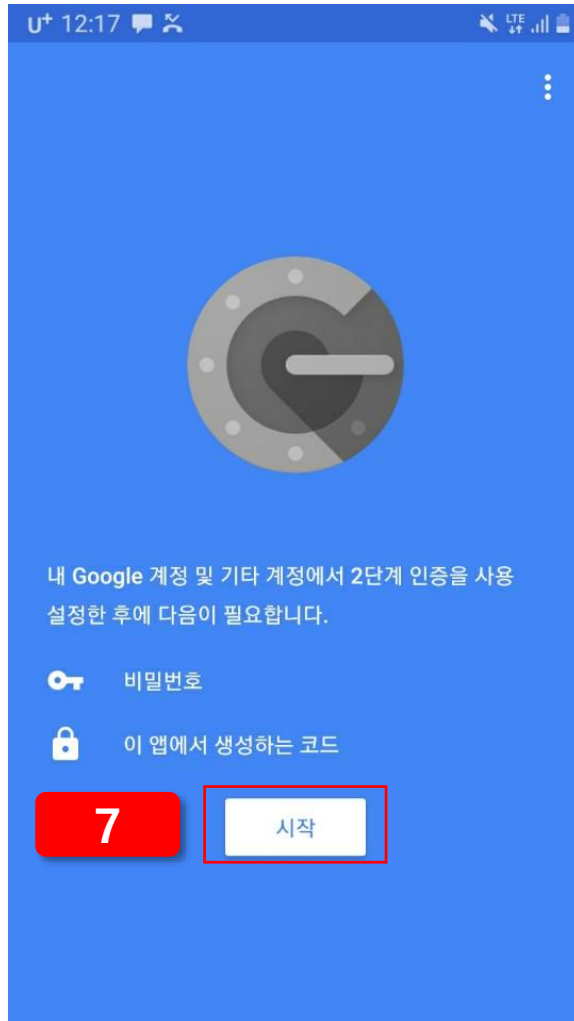 U+ 12:17 LTE
내 Google 계정 및 기타 계정에서 2단계 인증을 사용
설정한 후에 다음이 필요합니다.
비밀번호
이 앱에서 생성하는 코드
7 시작